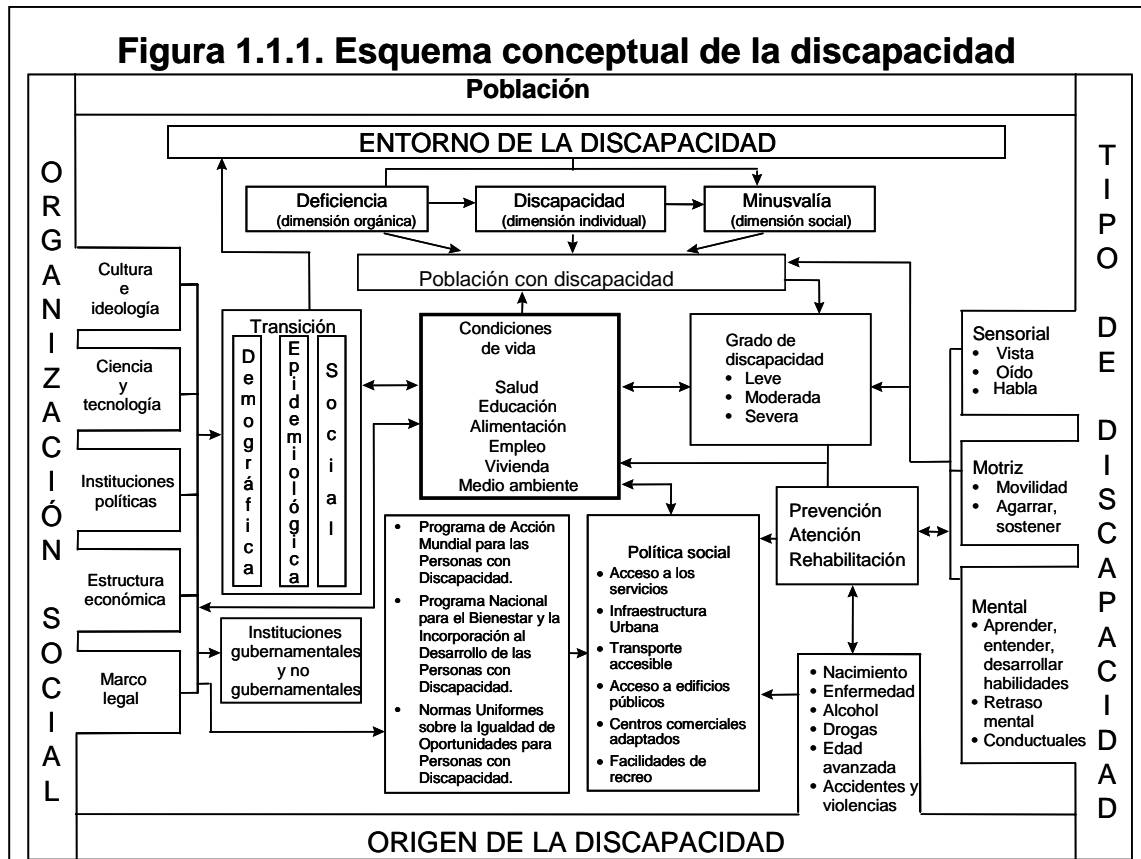 Figura 1.1.1. Esquema conceptual de la discapacidad
Población
ENTORNO DE LA DISCAPACIDAD
ORGANIZACIÓN SOCIAL
Deficiencia
(dimensión orgánica)
Discapacidad
(dimensión individual)
Minusvalía
(dimensión social)
Población con discapacidad
Cultura
e
ideología
Ciencia
y
tecnología
Instituciones
políticas
Estructura
económica
Marco
legal
Transición
Demográfica
Epidemiológica
Social
Instituciones
gubernamentales
y no
gubernamentales
Condiciones
de vida
Salud
Educación
Alimentación
Empleo
Vivienda
Medio ambiente
Grado de
discapacidad
• Leve
• Moderada
• Severa
• Programa de Acción
Mundial para las
Personas con
Discapacidad.
• Programa Nacional
para el Bienestar y la
Incorporación al
Desarrollo de las
Personas con
Discapacidad.
• Normas Uniformes
sobre la Igualdad de
Oportunidades para
Personas con
Discapacidad.
Política social
• Acceso a los
servicios
• Infraestructura
Urbana
• Transporte
accesible
• Acceso a edificios
públicos
• Centros comerciales
adaptados
• Facilidades de
recreo
Prevención
Atención
Rehabilitación
• Nacimiento
• Enfermedad
• Alcohol
• Drogas
• Edad
avanzada
• Accidentes y
violencias
Sensorial
• Vista
• Oído
• Habla
Motriz
• Movilidad
• Agarrar,
sostener
Mental
• Aprender,
entender,
desarrollar
habilidades
• Retraso
mental
• Conductuales
TIPO DE DISCAPACIDAD
ORIGEN DE LA DISCAPACIDAD